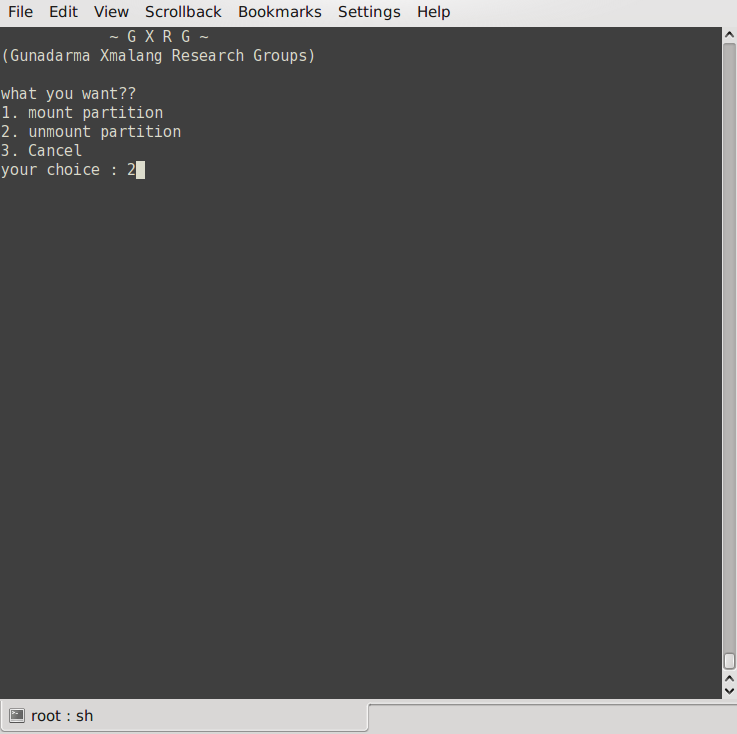 File Edit View Scrollback Bookmarks Settings Help
~ G X R G ~
(Gunadarma Xmalang Research Groups)
what you want??
1. mount partition
2. unmount partition
3. Cancel
your choice : 2
root : sh